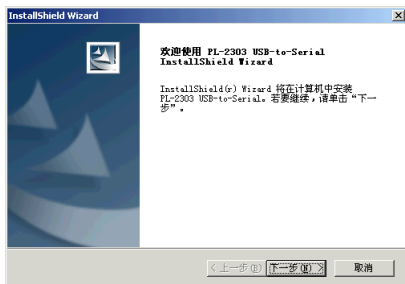 InstallShield Wizard
欢迎使用 PL-2303 USB-to-Serial
InstallShield Wizard
InstallShield(r) Wizard 将在计算机中安装
PL-2303 USB-to-Serial。若要继续，请单击“下一
步”。
< 上一步(B) 下一步(N) > 取消